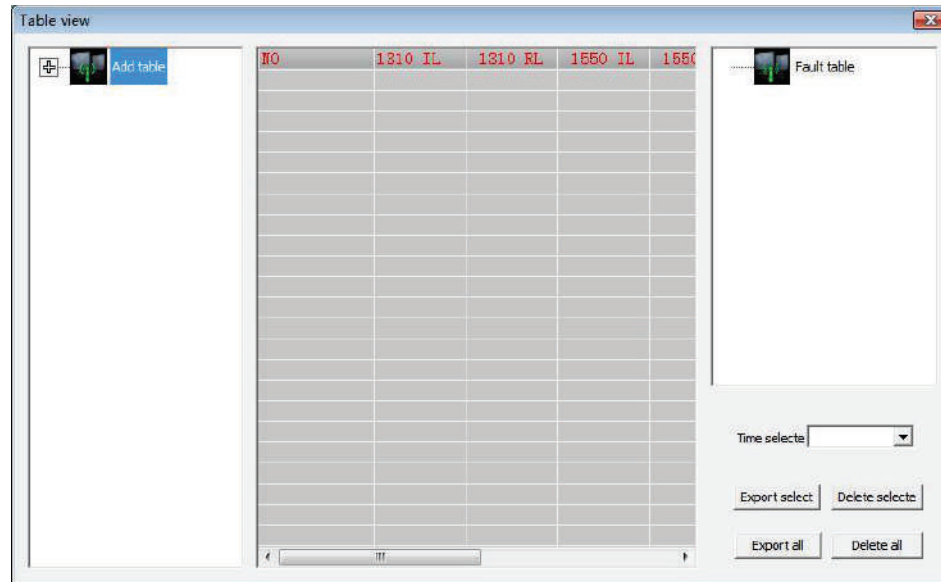 Table view
Add table
NO 1310 IL 1310 RL 1550 IL 1550
Fault table
Time selecte
Export select Delete selecte
Export all Delete all